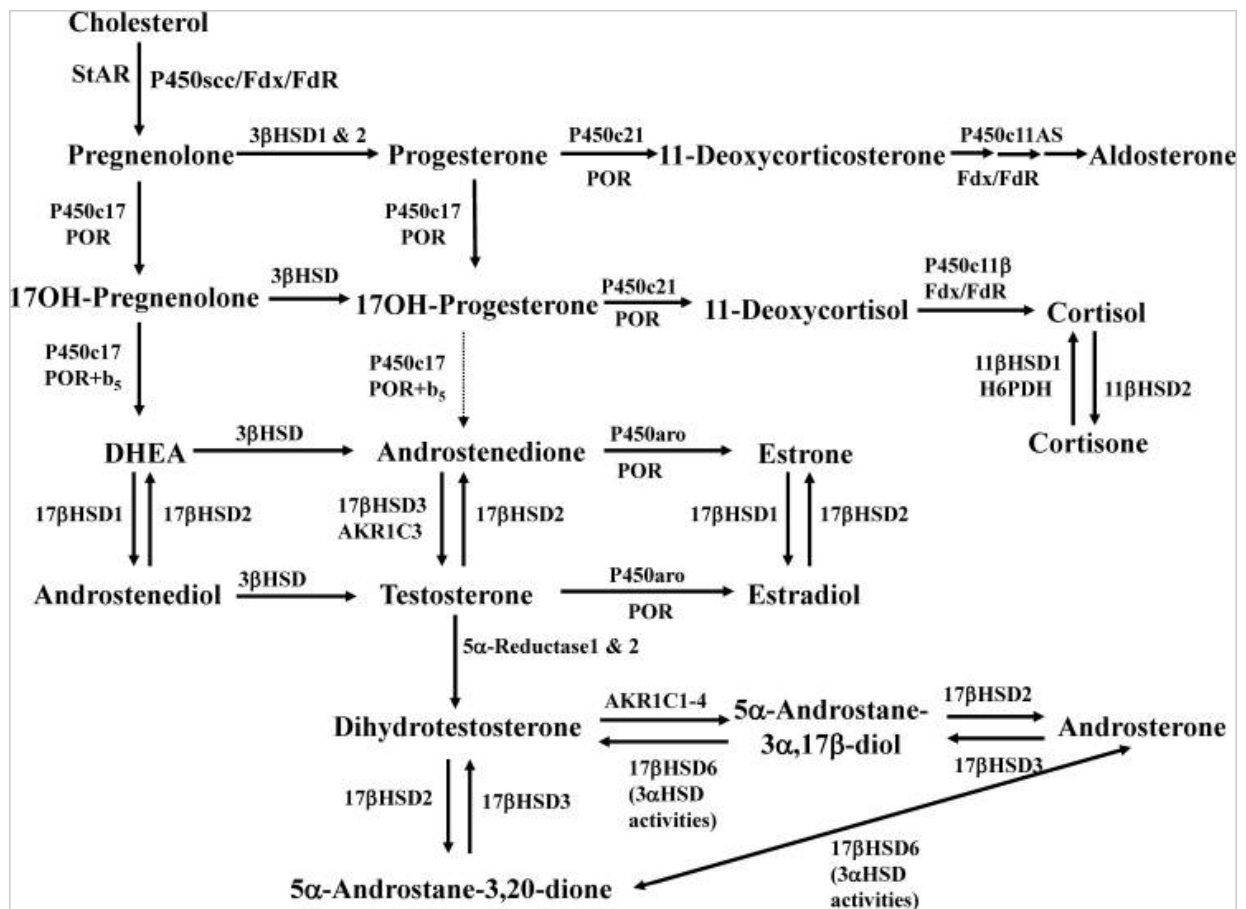 Cholesterol
StAR
P450scc/Fdx/FdR
3βHSD1 & 2
P450c21
P450c11AS
Pregnenolone
Progesterone
11-Deoxycorticosterone
Aldosterone
POR
Fdx/FdR
P450c17
POR
P450c17
POR
3βHSD
P450c21
P450c11β
Fdx/FdR
17OH-Pregnenolone
17OH-Progesterone
11-Deoxycortisol
Cortisol
POR
P450c17
POR+b₅
P450c17
POR+b₅
11βHSD1
H6PDH
11βHSD2
3βHSD
P450aro
DHEA
Androstenedione
Estrone
Cortisone
POR
17βHSD1
17βHSD2
17βHSD3
AKR1C3
17βHSD2
17βHSD1
17βHSD2
3βHSD
P450aro
Androstenediol
Testosterone
Estradiol
POR
5α-Reductase1 & 2
AKR1C1-4
17βHSD2
Dihydrotestosterone
5α-Androstane-
3α,17β-diol
Androsterone
17βHSD6
(3αHSD
activities)
17βHSD3
17βHSD2
17βHSD3
17βHSD6
(3αHSD
activities)
5α-Androstane-3,20-dione